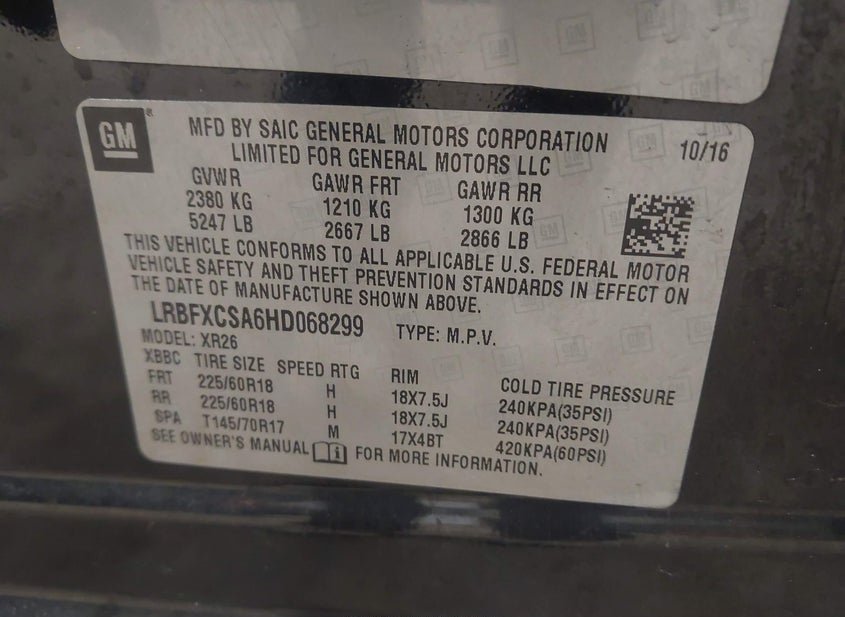 GM
MFD BY SAIC GENERAL MOTORS CORPORATION 10/16
LIMITED FOR GENERAL MOTORS LLC
GVWR GAWR FRT GAWR RR
2380 KG 1210 KG 1300 KG
5247 LB 2667 LB 2866 LB
THIS VEHICLE CONFORMS TO ALL APPLICABLE U.S. FEDERAL MOTOR
VEHICLE SAFETY AND THEFT PREVENTION STANDARDS IN EFFECT ON
THE DATE OF MANUFACTURE SHOWN ABOVE.
LRBFXCSA6HD068299 TYPE: M.P.V.
MODEL: XR26
XBBC TIRE SIZE SPEED RTG RIM COLD TIRE PRESSURE
FRT 225/60R18 H 18X7.5J 240KPA(35PSI)
RR 225/60R18 H 18X7.5J 240KPA(35PSI)
SPA T145/70R17 M 17X4BT 420KPA(60PSI)
SEE OWNER'S MANUAL FOR MORE INFORMATION.